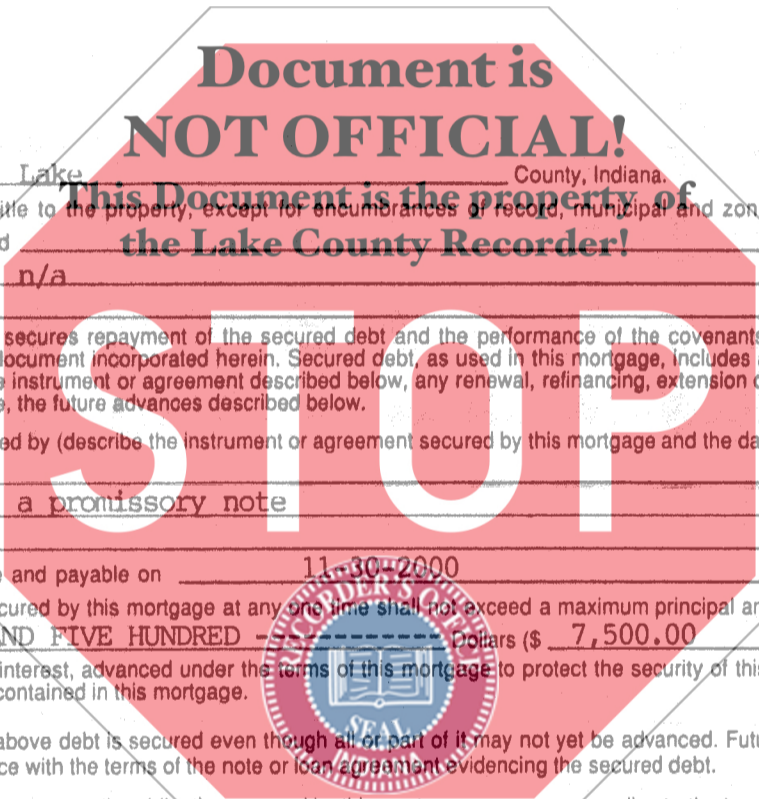 Document is
NOT OFFICIAL!
Lake County, Indiana.
This Document is the property of
itle to the property, except for encumbrances of record, municipal and zon
d
the Lake County Recorder!
n/a
secures repayment of the secured debt and the performance of the covenants
document incorporated herein. Secured debt, as used in this mortgage, includes
instrument or agreement described below, any renewal, refinancing, extension
, the future advances described below.
ed by (describe the instrument or agreement secured by this mortgage and the da
STOP
a promissory note
and payable on 11-30-2000
cured by this mortgage at any one time shall not exceed a maximum principal a
ND FIVE HUNDRED ------------ Dollars ($ 7,500.00
interest, advanced under the terms of this mortgage to protect the security of this
contained in this mortgage.
above debt is secured even though all or part of it may not yet be advanced. Futu
ce with the terms of the note or loan agreement evidencing the secured debt.
RECORDER'S OFFI
SEAL